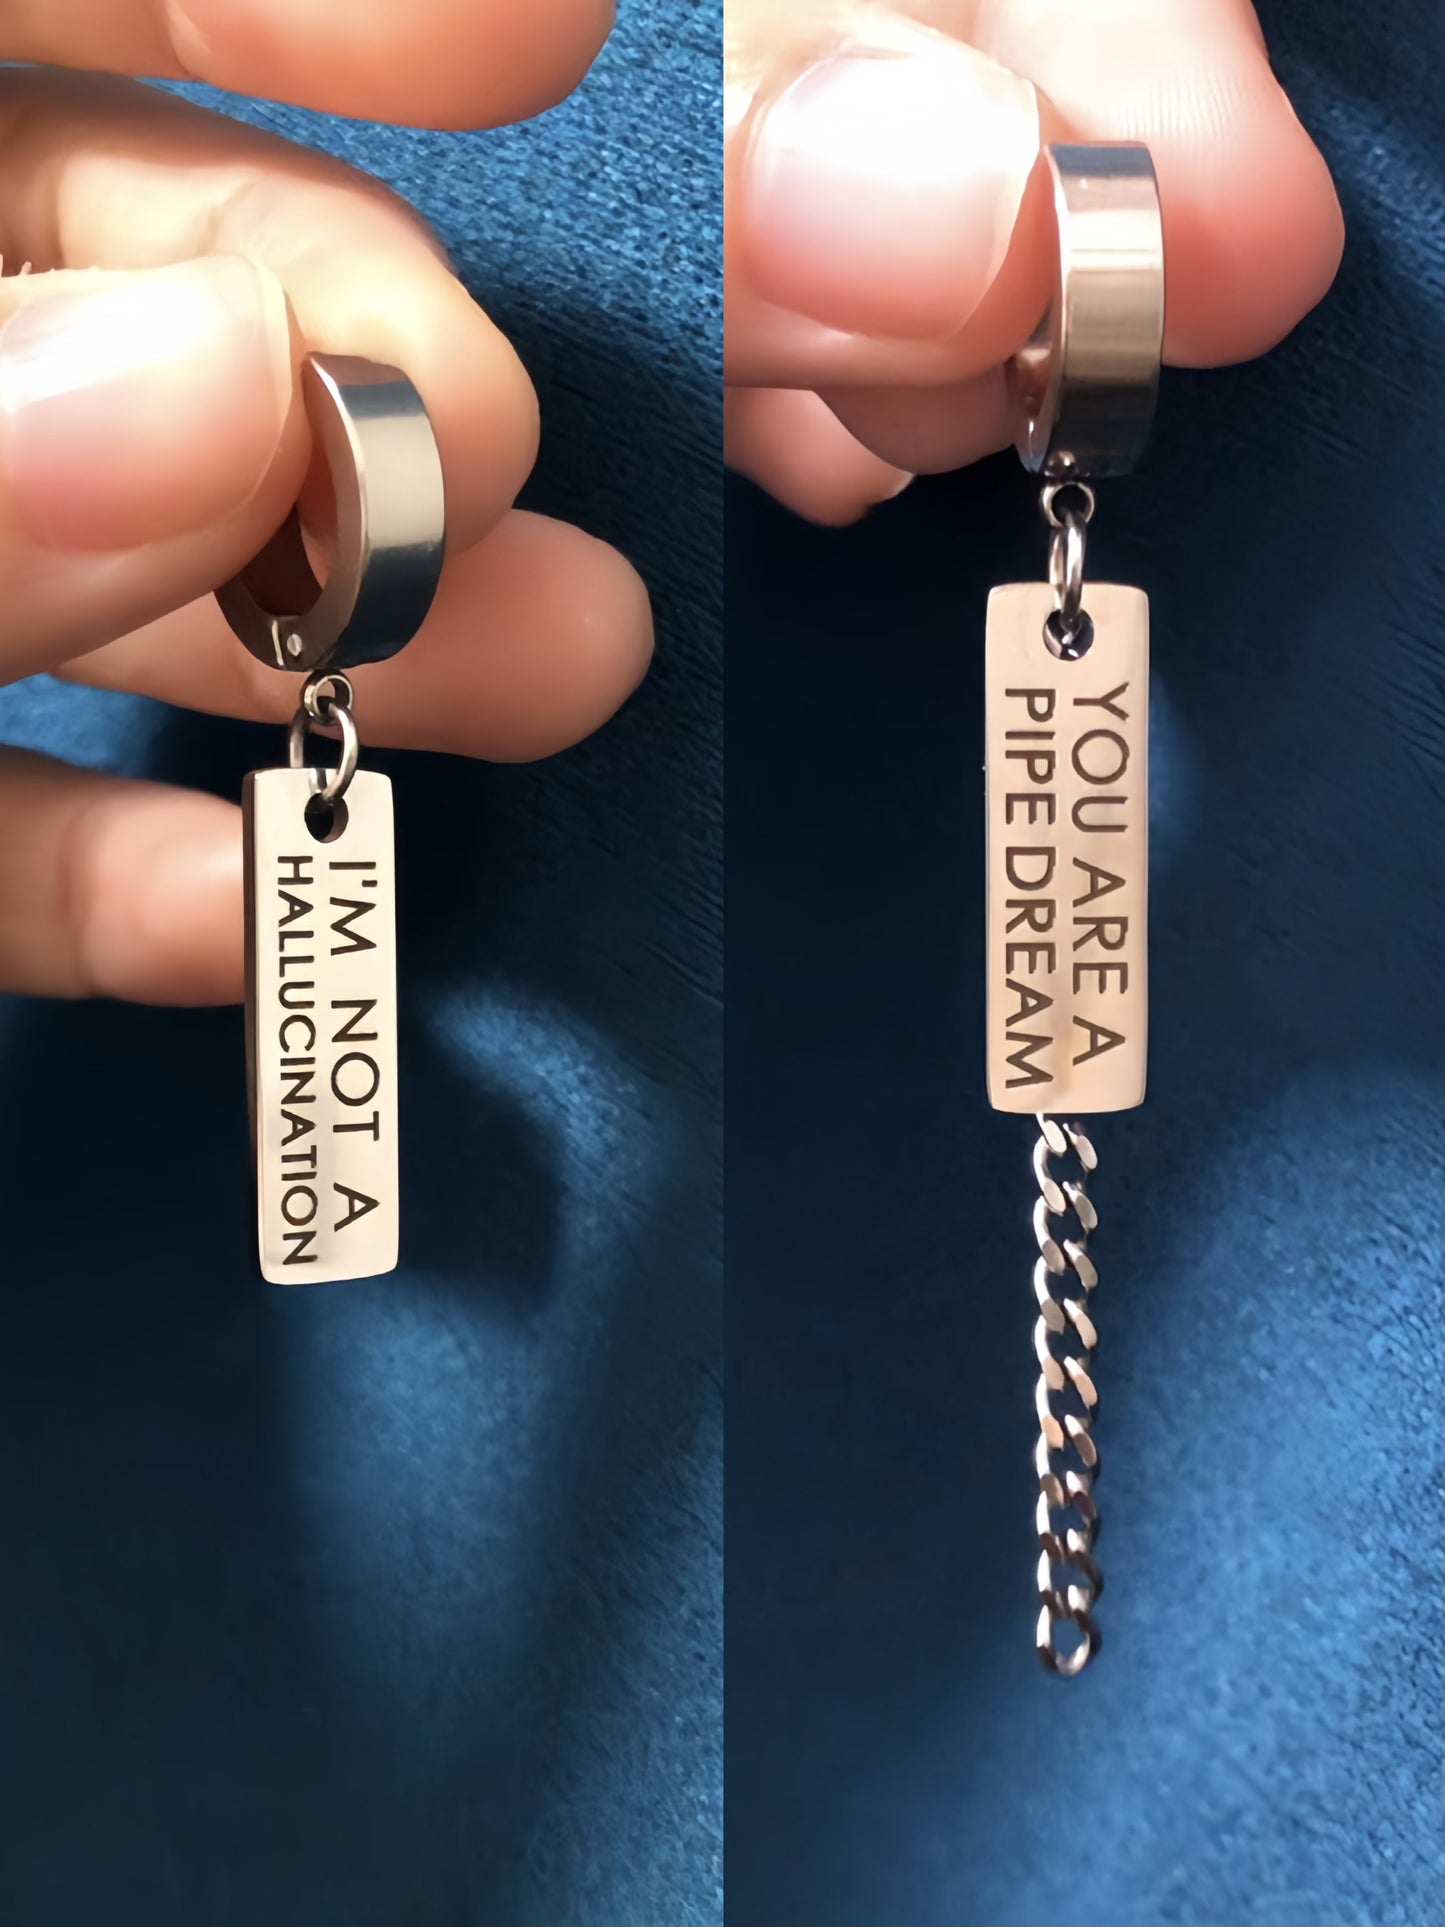 I'M NOT A
HALLUCINATION
YOU ARE A
PIPE DREAM